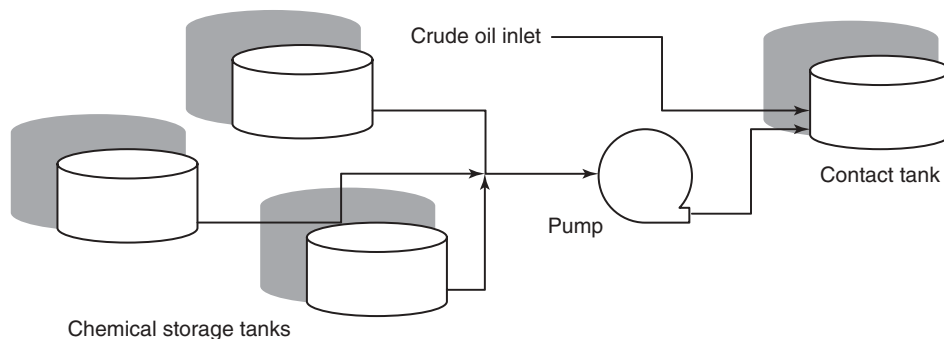 Crude oil inlet
Contact tank
Pump
Chemical storage tanks